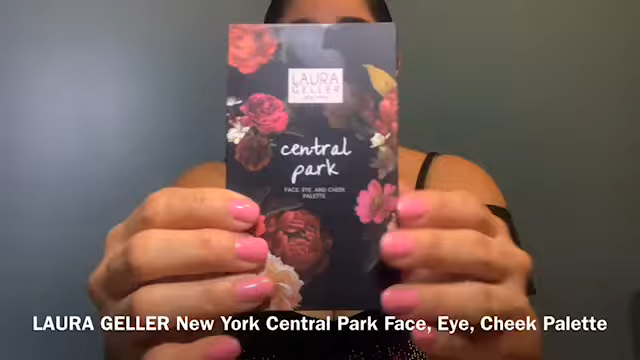 LAURA
GELLER
central
park
FACE, EYE, AND CHEEK
PALETTE
LAURA GELLER New York Central Park Face, Eye, Cheek Palette